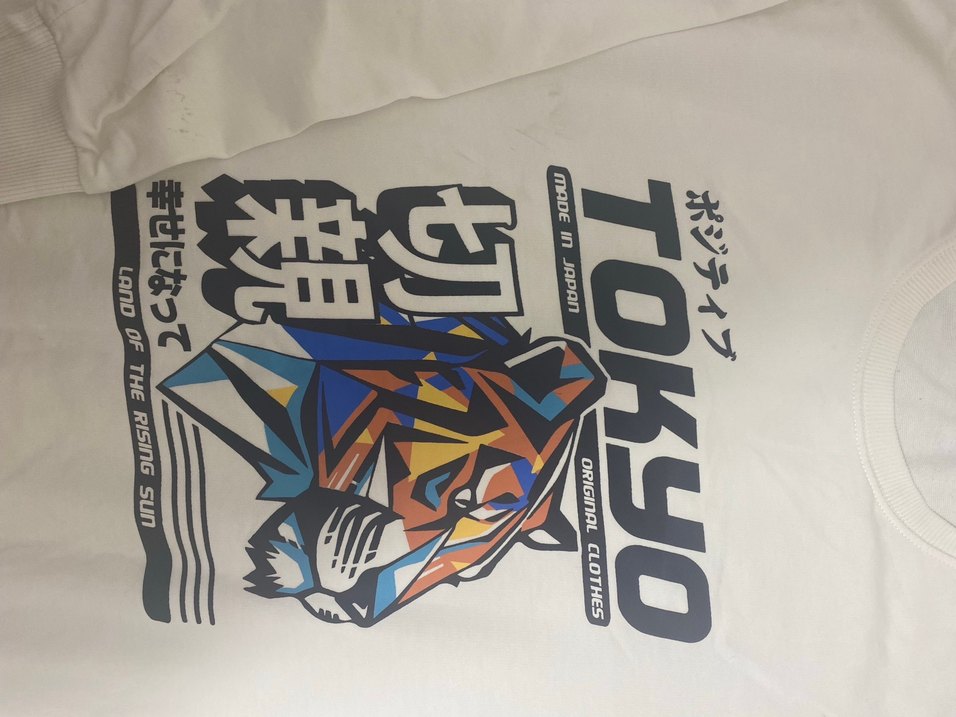 ポジティブ
TOKYO
MADE IN JAPAN
ORIGINAL CLOTHES
切
親
幸せになって
LAND OF THE RISING SUN